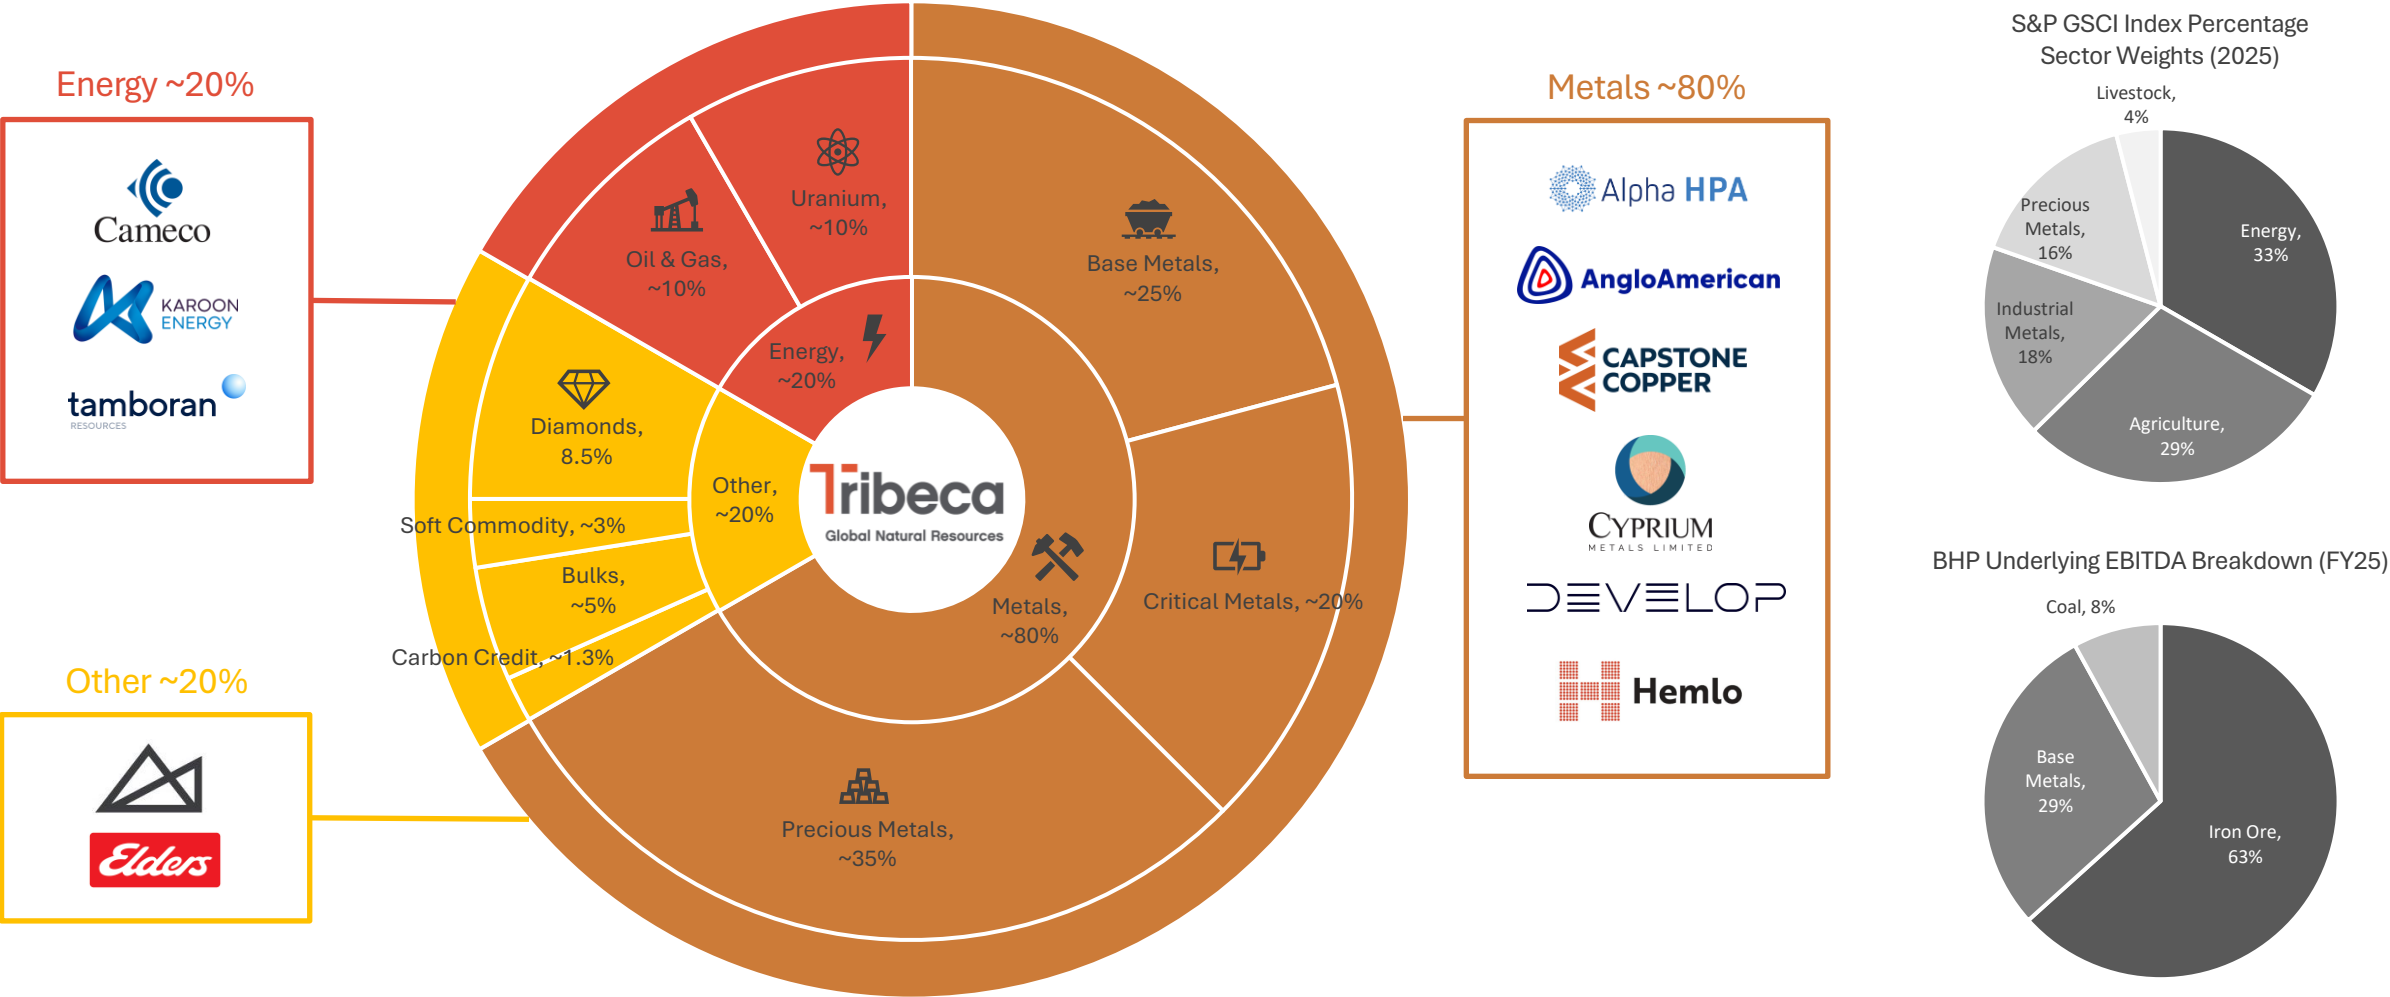 Energy ~20%
Cameco
KAROON
ENERGY
tamboran
RESOURCES
Other ~20%
Elders
Uranium,
~10%
Oil & Gas,
~10%
Energy,
~20%
Diamonds,
8.5%
Other,
~20%
Soft Commodity, ~3%
Bulks,
~5%
Carbon Credit, ~1.3%
Tribeca
Global Natural Resources
Base Metals,
~25%
Critical Metals, ~20%
Metals,
~80%
Precious Metals,
~35%
Metals ~80%
Alpha HPA
AngloAmerican
CAPSTONE
COPPER
CYPRIUM
METALS LIMITED
DEVELOP
Hemlo
S&P GSCI Index Percentage
Sector Weights (2025)
Livestock,
4%
Precious
Metals,
16%
Energy,
33%
Industrial
Metals,
18%
Agriculture,
29%
BHP Underlying EBITDA Breakdown (FY25)
Coal, 8%
Base
Metals,
29%
Iron Ore,
63%